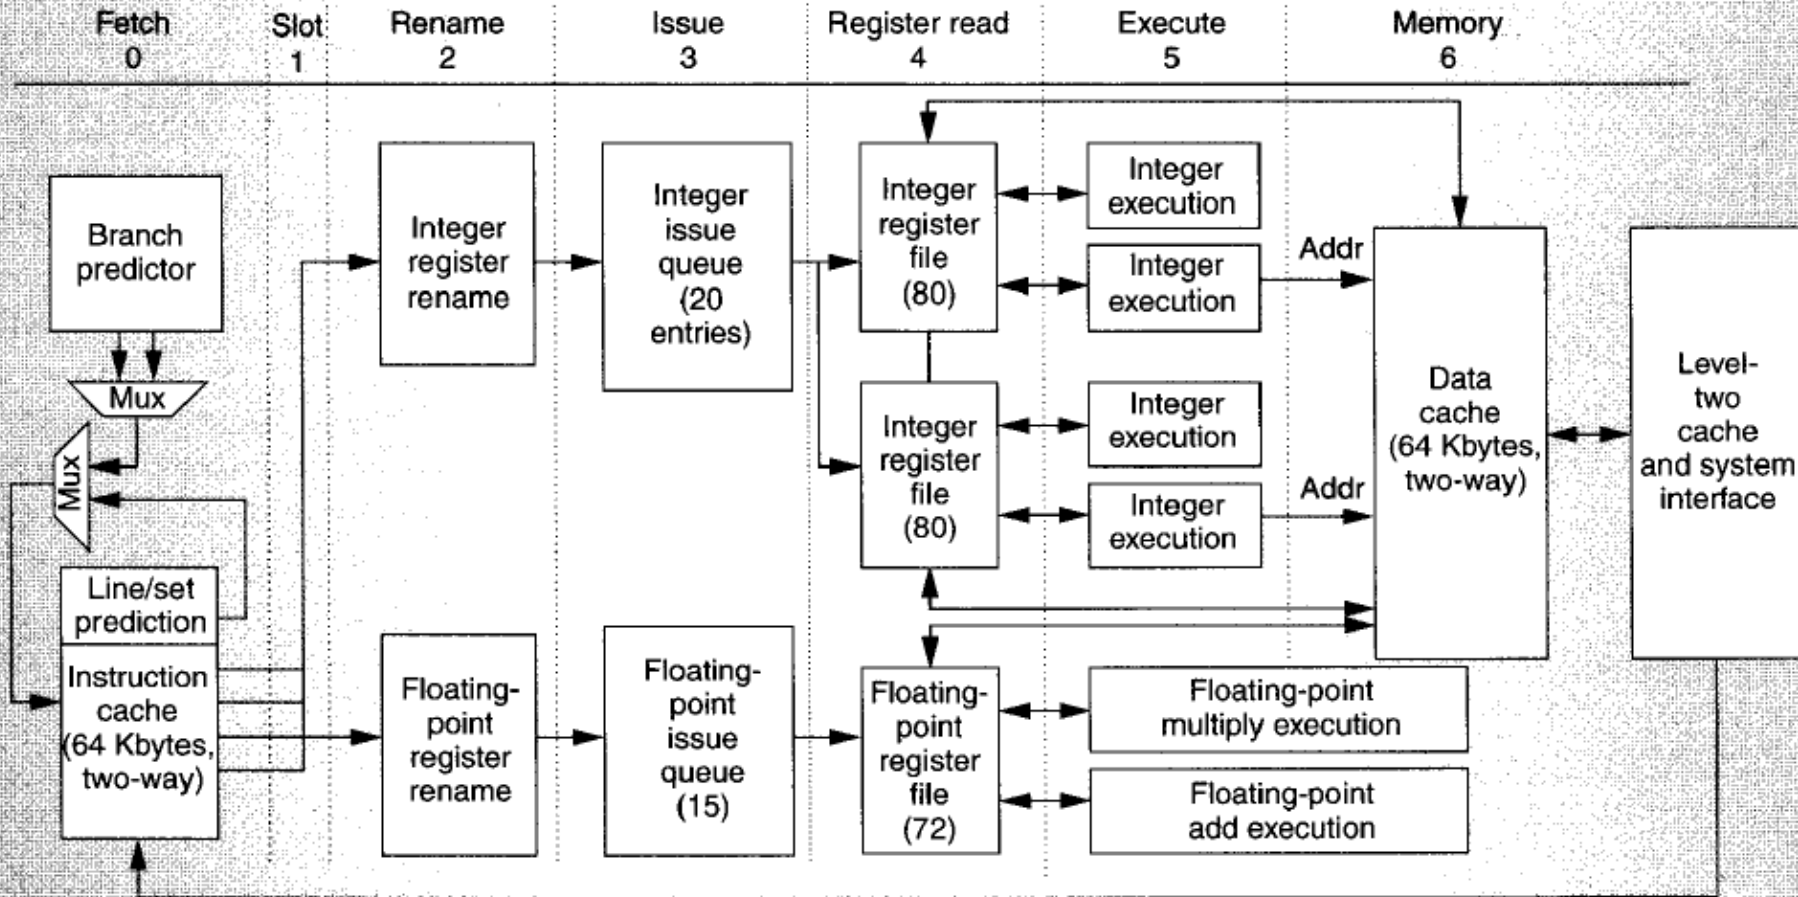 Fetch
0
Slot
1
Rename
2
Issue
3
Register read
4
Execute
5
Memory
6
Branch
predictor
Mux
Mux
Line/set
prediction
Instruction
cache
(64 Kbytes,
two-way)
Integer
register
rename
Floating-
point
register
rename
Integer
issue
queue
(20
entries)
Floating-
point
issue
queue
(15)
Integer
register
file
(80)
Integer
register
file
(80)
Floating-
point
register
file
(72)
Integer
execution
Integer
execution
Integer
execution
Integer
execution
Floating-point
multiply execution
Floating-point
add execution
Addr
Addr
Data
cache
(64 Kbytes,
two-way)
Level-
two
cache
and system
interface